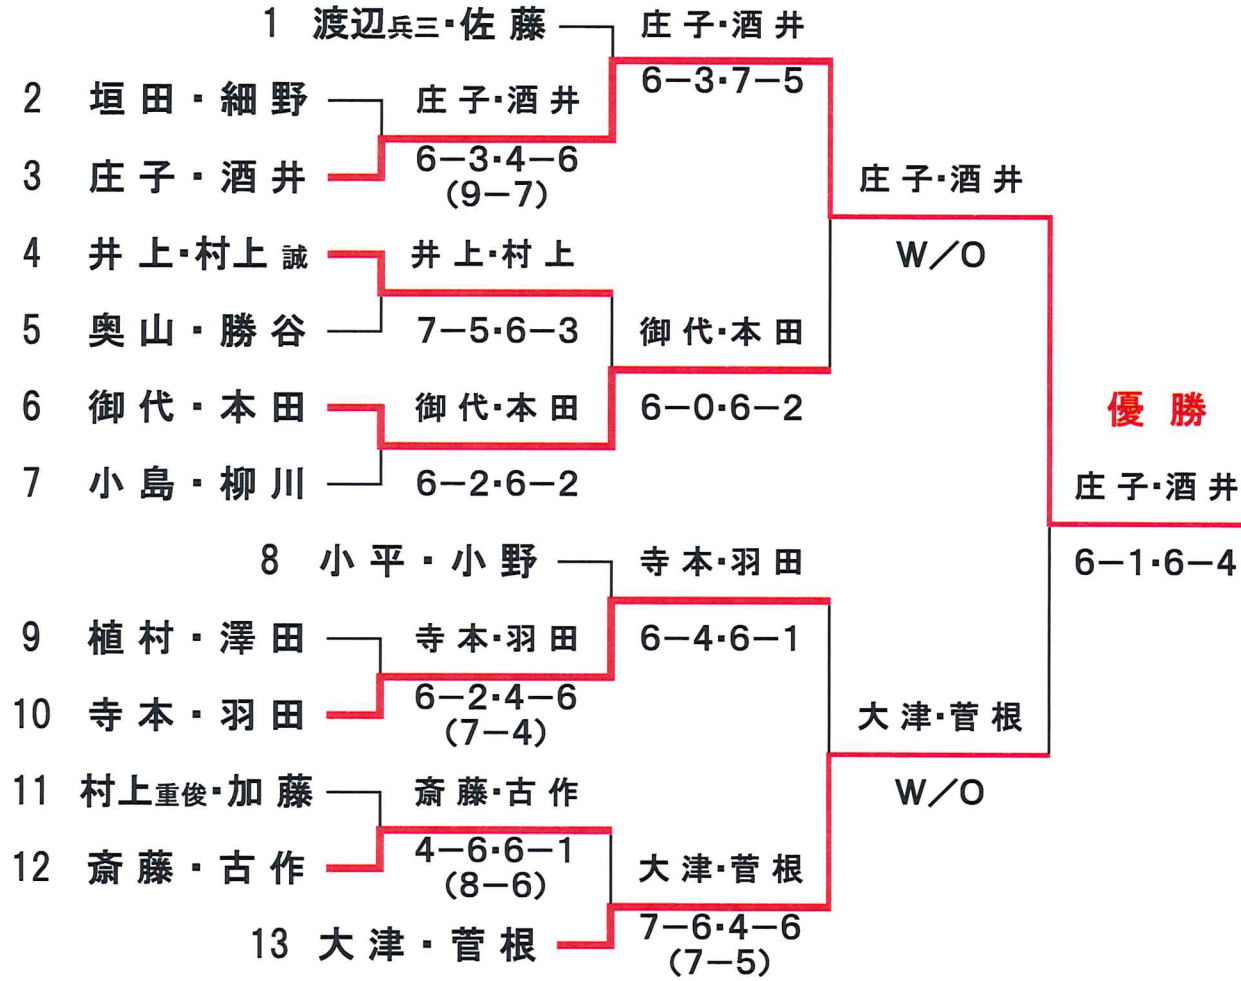 1 渡辺兵三・佐藤
庄子・酒井
6-3・7-5
2 垣田・細野
庄子・酒井
6-3・4-6
(9-7)
3 庄子・酒井
庄子・酒井
W/O
4 井上・村上誠
井上・村上
7-5・6-3
5 奥山・勝谷
御代・本田
6-0・6-2
6 御代・本田
御代・本田
6-2・6-2
7 小島・柳川
優勝
庄子・酒井
6-1・6-4
8 小平・小野
寺本・羽田
6-4・6-1
9 植村・澤田
寺本・羽田
6-2・4-6
(7-4)
10 寺本・羽田
大津・菅根
W/O
11 村上重俊・加藤
斎藤・古作
4-6・6-1
(8-6)
12 斎藤・古作
大津・菅根
7-6・4-6
(7-5)
13 大津・菅根